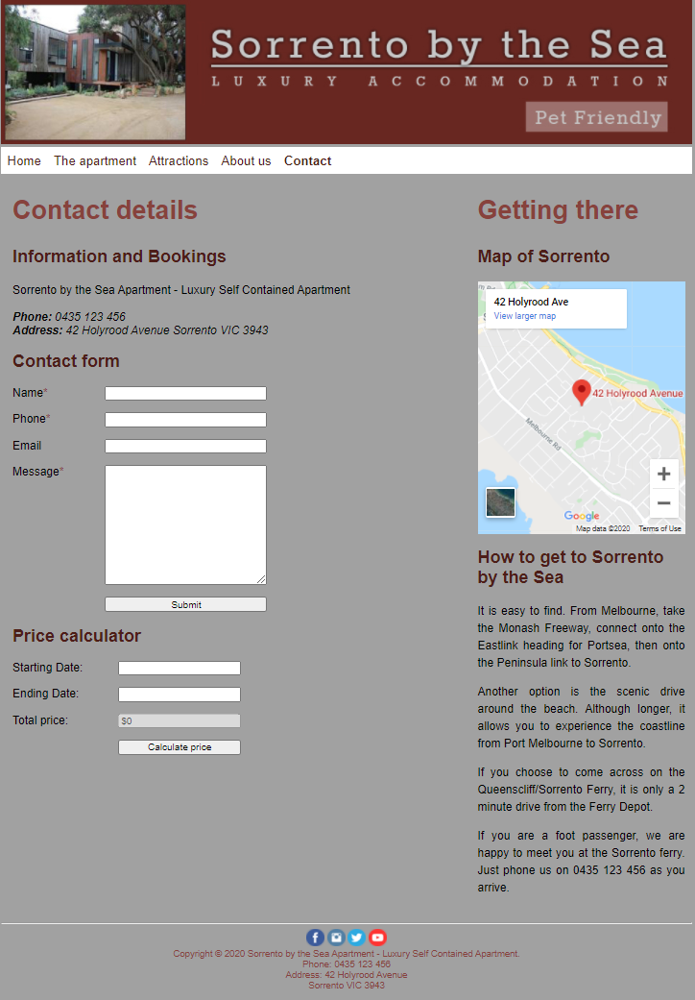 Sorrento by the Sea
LUXURY ACCOMMODATION
Pet Friendly
Home The apartment Attractions About us Contact
Contact details
Information and Bookings
Sorrento by the Sea Apartment - Luxury Self Contained Apartment
Phone: 0435 123 456
Address: 42 Holyrood Avenue Sorrento VIC 3943
Contact form
Name*
Phone*
Email
Message*
Submit
Price calculator
Starting Date:
Ending Date:
Total price: $0
Calculate price
Getting there
Map of Sorrento
42 Holyrood Ave
View larger map
42 Holyrood Avenue
Melbourne Rd
Google
Map data ©2020 Terms of Use
How to get to Sorrento
by the Sea
It is easy to find. From Melbourne, take
the Monash Freeway, connect onto the
Eastlink heading for Portsea, then onto
the Peninsula link to Sorrento.
Another option is the scenic drive
around the beach. Although longer, it
allows you to experience the coastline
from Port Melbourne to Sorrento.
If you choose to come across on the
Queenscliff/Sorrento Ferry, it is only a 2
minute drive from the Ferry Depot.
If you are a foot passenger, we are
happy to meet you at the Sorrento ferry.
Just phone us on 0435 123 456 as you
arrive.
Copyright © 2020 Sorrento by the Sea Apartment - Luxury Self Contained Apartment.
Phone: 0435 123 456
Address: 42 Holyrood Avenue
Sorrento VIC 3943